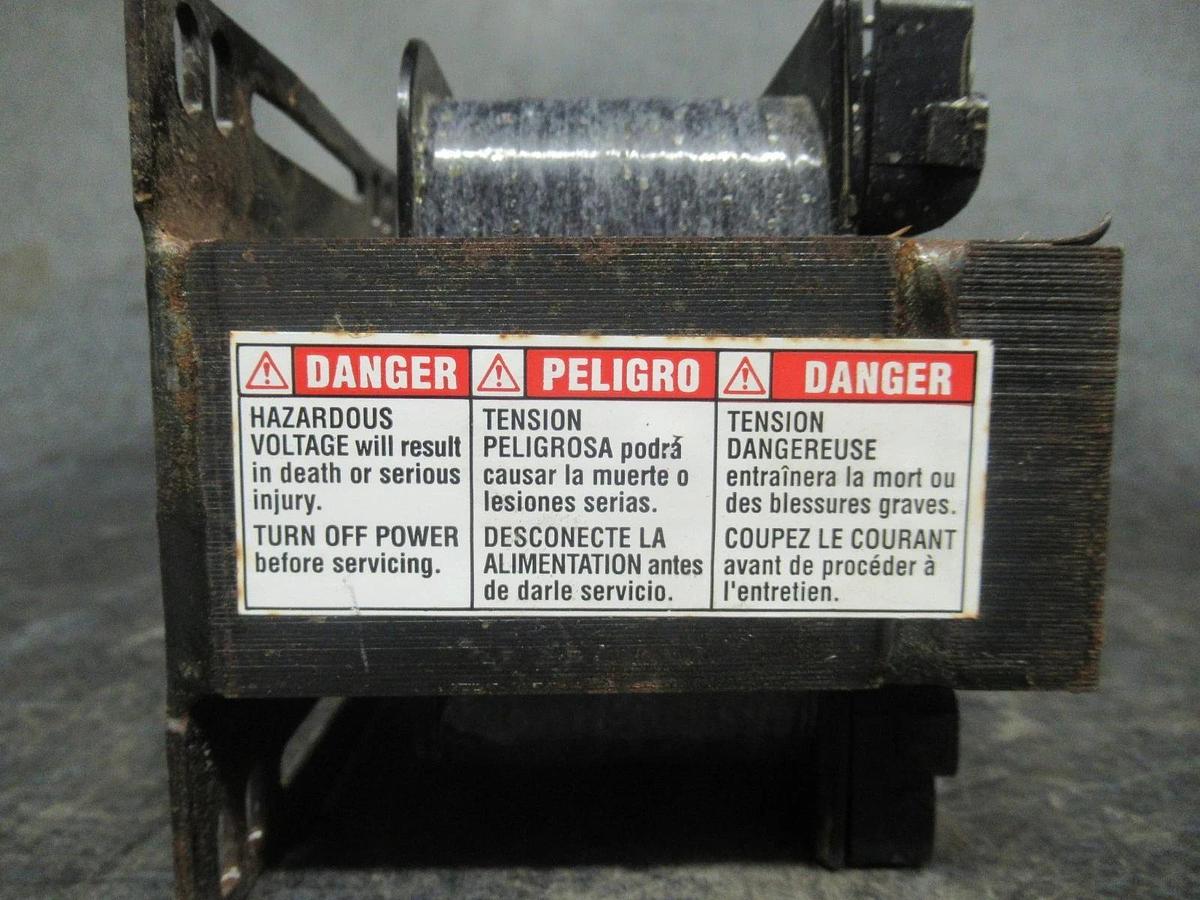 DANGER
HAZARDOUS
VOLTAGE will result
in death or serious
injury.
TURN OFF POWER
before servicing.
PELIGRO
TENSION
PELIGROSA podrá
causar la muerte o
lesiones serias.
DESCONECTE LA
ALIMENTATION antes
de darle servicio.
DANGER
TENSION
DANGEREUSE
entraînera la mort ou
des blessures graves.
COUPEZ LE COURANT
avant de procéder à
l'entretien.